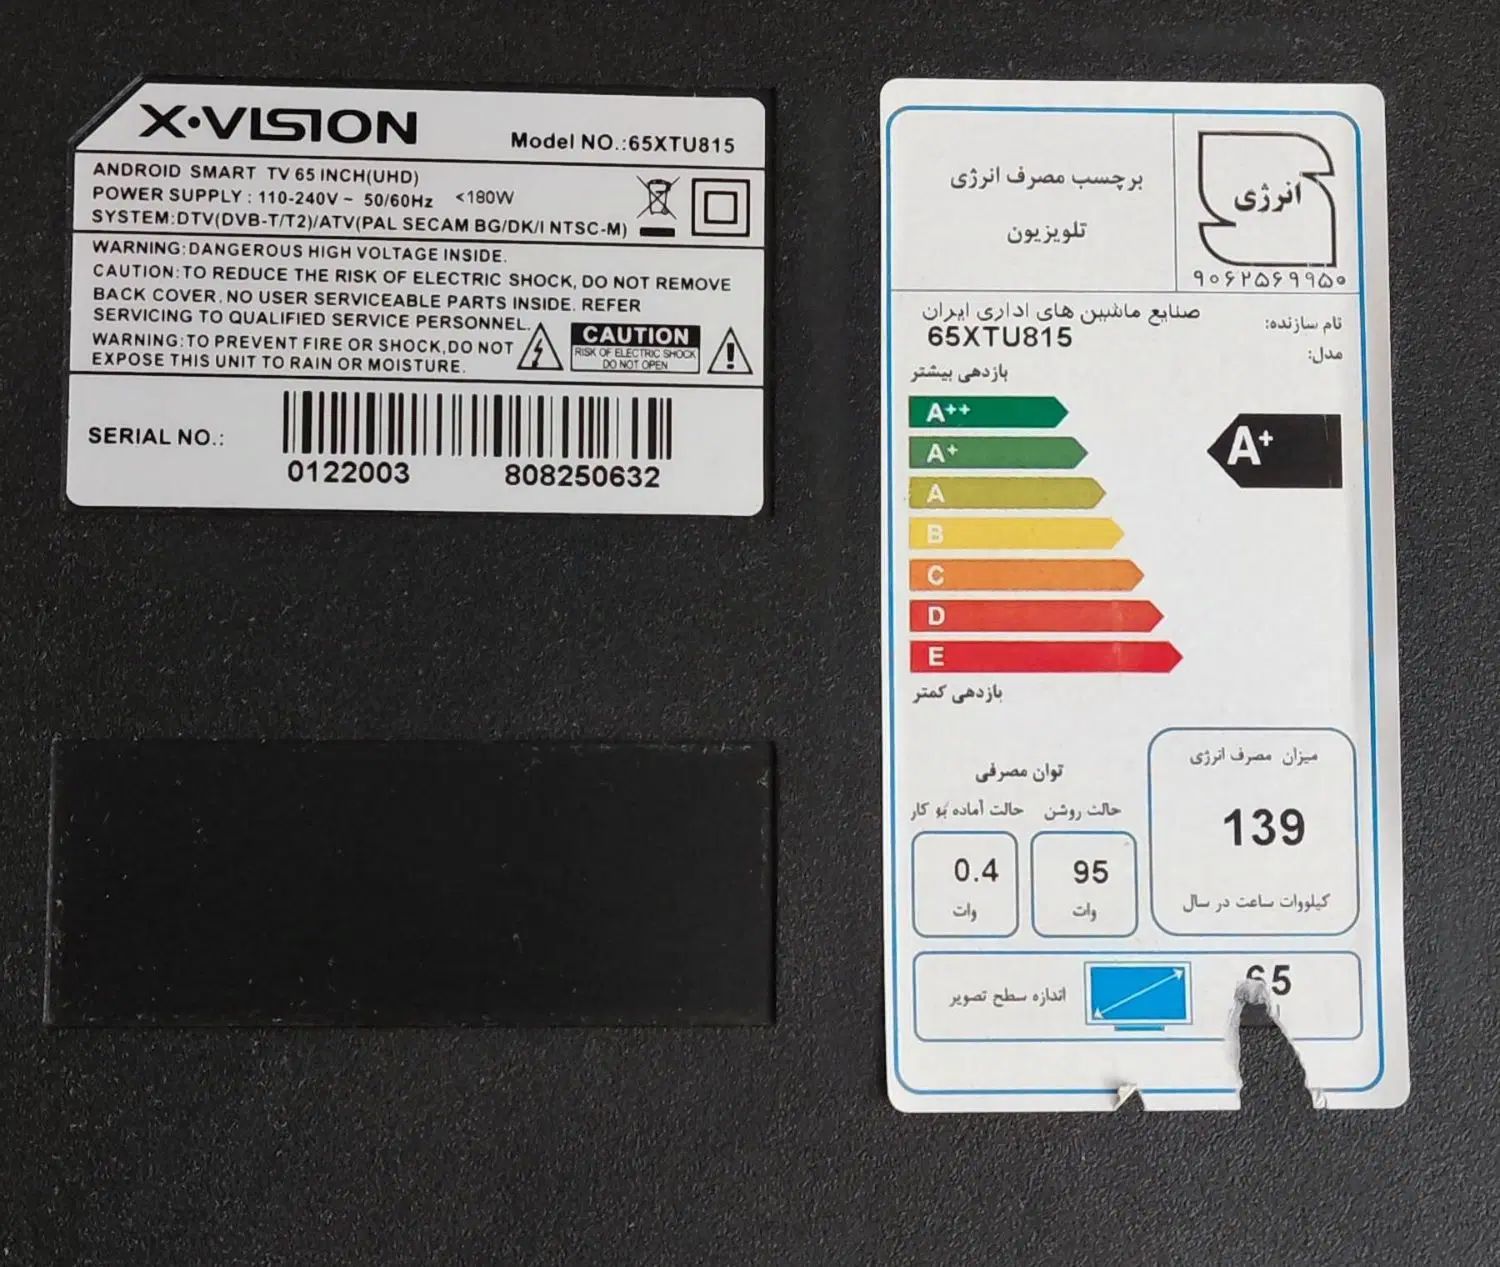 X·VISION
Model NO.:65XTU815
ANDROID SMART TV 65 INCH(UHD)
POWER SUPPLY : 110-240V ~ 50/60Hz <180W
SYSTEM:DTV(DVB-T/T2)/ATV(PAL SECAM BG/DK/I NTSC-M)
WARNING:DANGEROUS HIGH VOLTAGE INSIDE.
CAUTION:TO REDUCE THE RISK OF ELECTRIC SHOCK, DO NOT REMOVE
BACK COVER, NO USER SERVICEABLE PARTS INSIDE. REFER
SERVICING TO QUALIFIED SERVICE PERSONNEL.
WARNING:TO PREVENT FIRE OR SHOCK,DO NOT
EXPOSE THIS UNIT TO RAIN OR MOISTURE.
CAUTION
RISK OF ELECTRIC SHOCK
DO NOT OPEN
SERIAL NO.:
0122003 808250632
برچسب مصرف انرژی
تلویزیون
انرژی
۹۰۶۲۵۶۹۹۵۰
نام سازنده: صنایع ماشین های اداری ایران
مدل: 65XTU815
بازدهی بیشتر
A++
A+
A+
A
B
C
D
E
بازدهی کمتر
میزان مصرف انرژی
139
کیلووات ساعت در سال
توان مصرفی
حالت روشن
95
وات
حالت آماده به کار
0.4
وات
اندازه سطح تصویر
65